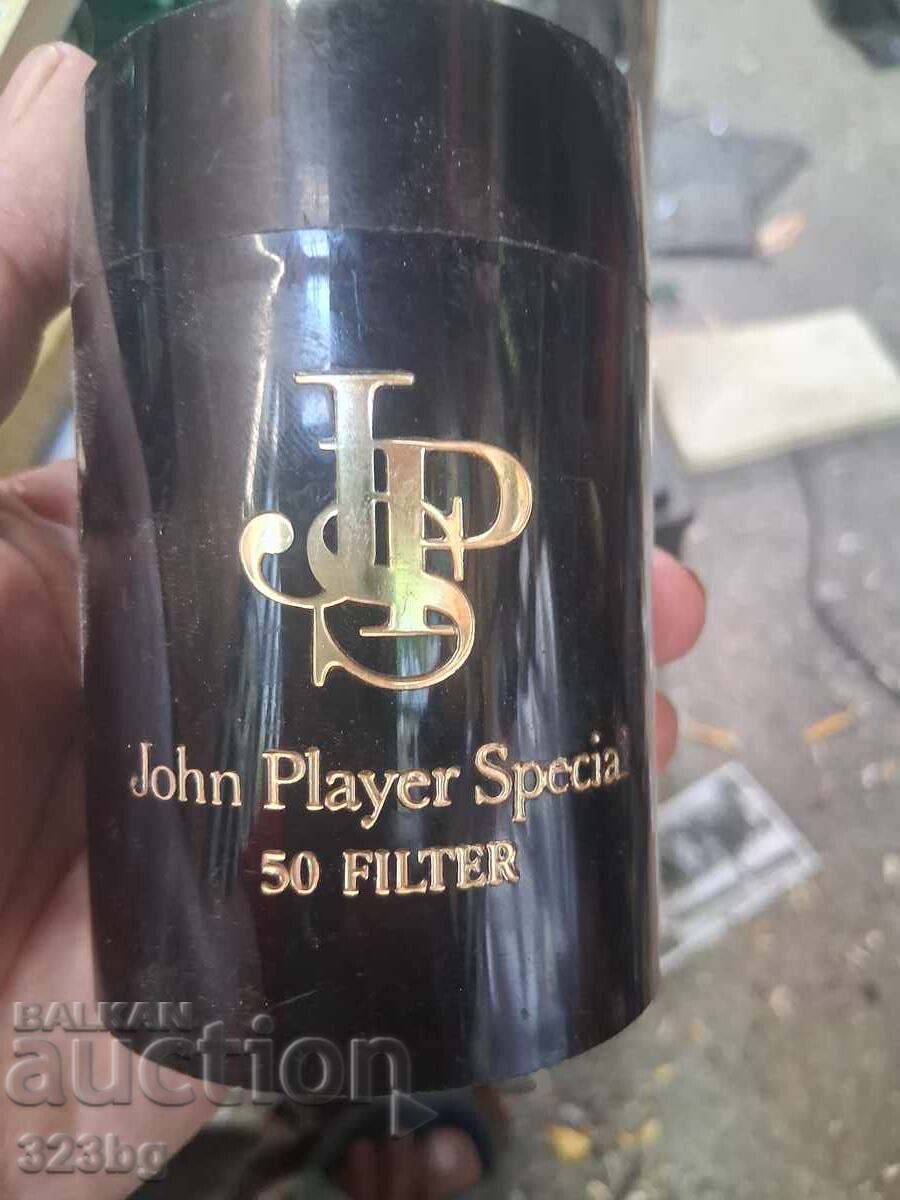 JPS
John Player Special
50 FILTER
BALKAN
auction
323bg